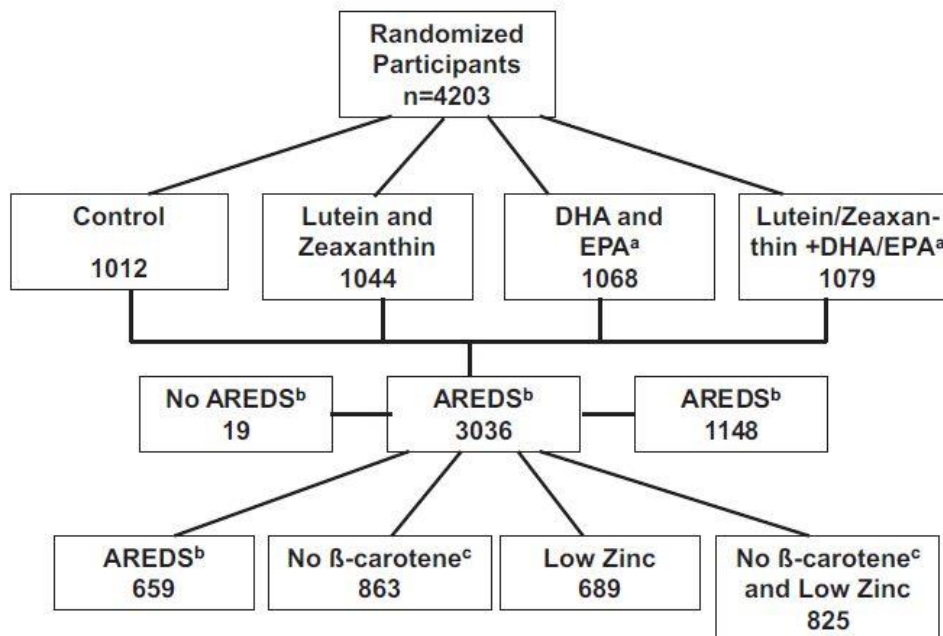 Randomized
Participants
n=4203
Control
1012
Lutein and
Zeaxanthin
1044
DHA and
EPAᵃ
1068
Lutein/Zeaxan-
thin +DHA/EPAᵃ
1079
No AREDSᵇ
19
AREDSᵇ
3036
AREDSᵇ
1148
AREDSᵇ
659
No ß-caroteneᶜ
863
Low Zinc
689
No ß-caroteneᶜ
and Low Zinc
825